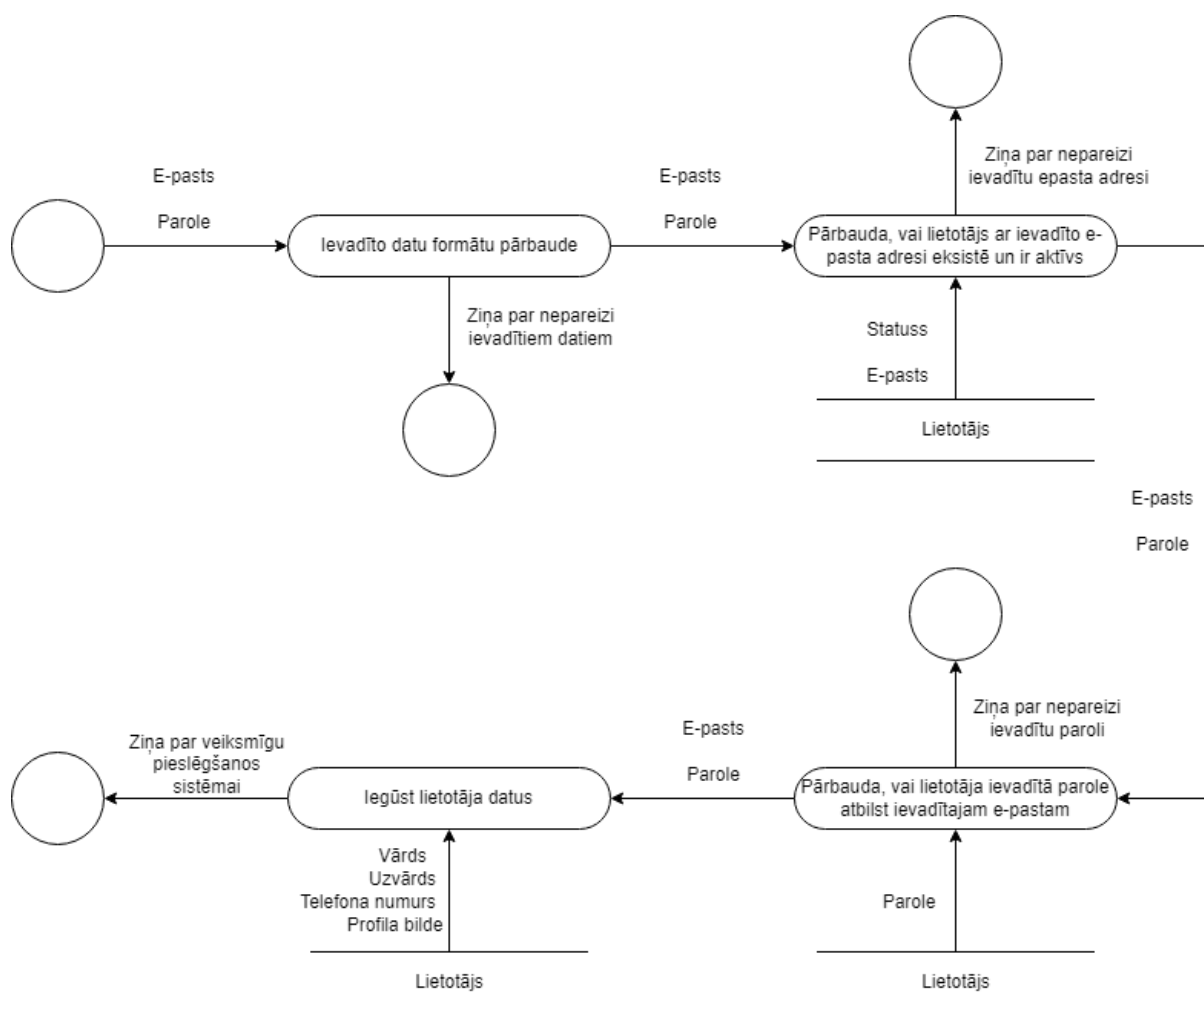 Ziņa par nepareizi
ievadītu epasta adresi
E-pasts
Parole
E-pasts
Parole
Ievadīto datu formātu pārbaude
Pārbauda, vai lietotājs ar ievadīto e-
pasta adresi eksistē un ir aktīvs
Ziņa par nepareizi
ievadītiem datiem
Statuss
E-pasts
Lietotājs
E-pasts
Parole
Ziņa par nepareizi
ievadītu paroli
E-pasts
Parole
Ziņa par veiksmīgu
pieslēgšanos
sistēmai
Iegūst lietotāja datus
Pārbauda, vai lietotāja ievadītā parole
atbilst ievadītajam e-pastam
Vārds
Uzvārds
Telefona numurs
Profila bilde
Parole
Lietotājs
Lietotājs